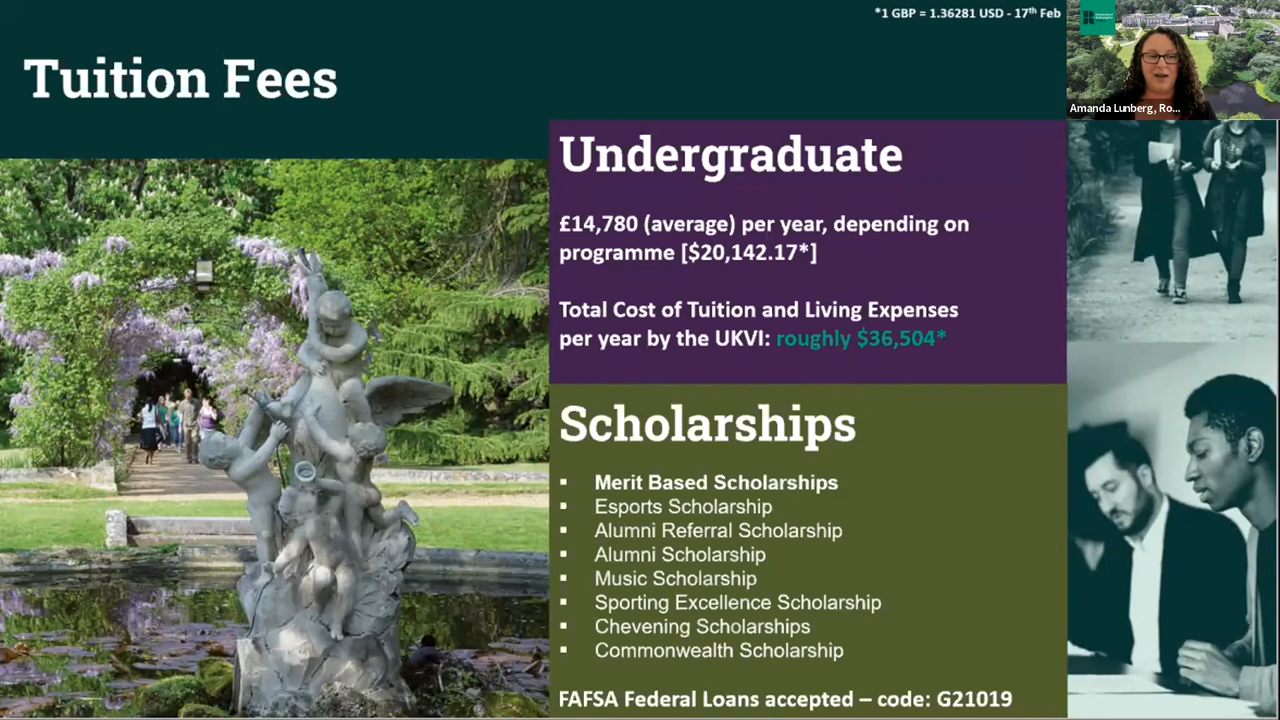 *1 GBP = 1.36281 USD - 17th Feb
Tuition Fees
Amanda Lunberg, Ro...
Undergraduate
£14,780 (average) per year, depending on
programme [$20,142.17*]
Total Cost of Tuition and Living Expenses
per year by the UKVI: roughly $36,504*
Scholarships
▪ Merit Based Scholarships
▪ Esports Scholarship
▪ Alumni Referral Scholarship
▪ Alumni Scholarship
▪ Music Scholarship
▪ Sporting Excellence Scholarship
▪ Chevening Scholarships
▪ Commonwealth Scholarship
FAFSA Federal Loans accepted – code: G21019